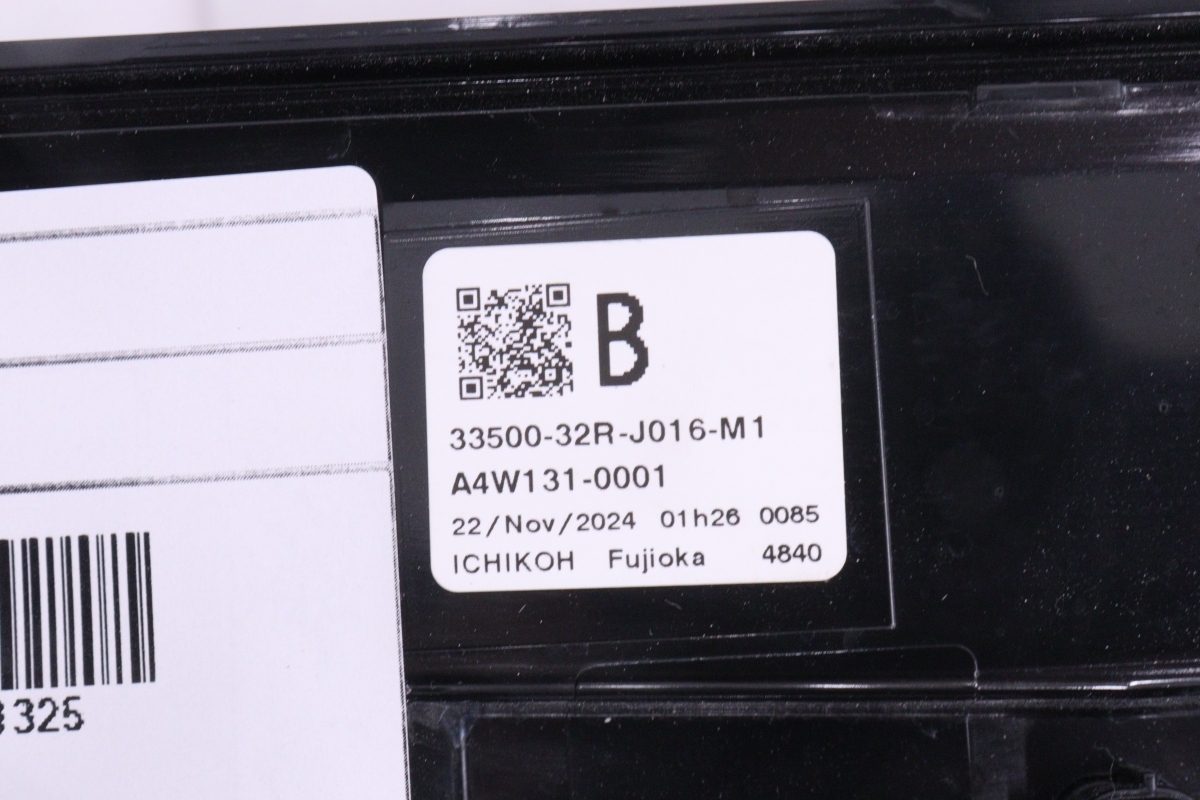 B
33500-32R-J016-M1
A4W131-0001
22/Nov/2024 01h26 0085
ICHIKOH Fujioka 4840
325